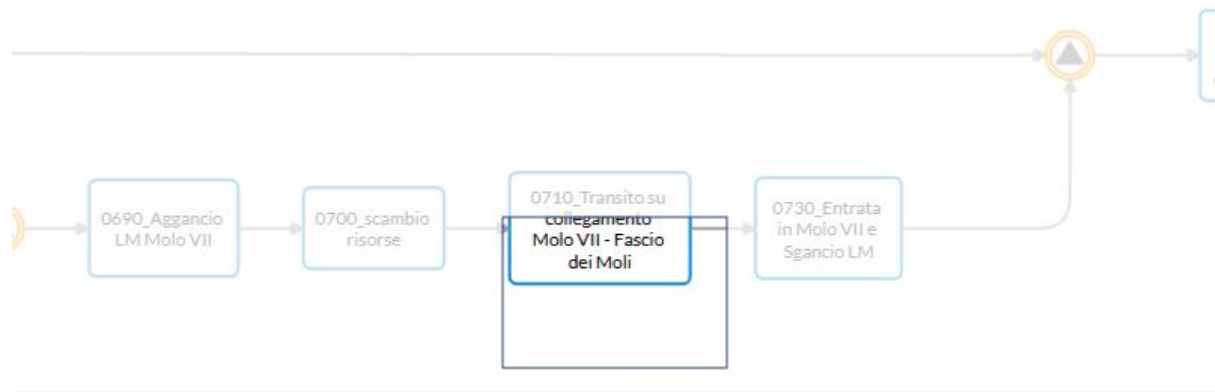 0690_Aggancio
LM Molo VII
0700_scambio
risorse
0710_Transito su
collegamento
Molo VII - Fascio
dei Moli
0730_Entrata
in Molo VII e
Sgancio LM